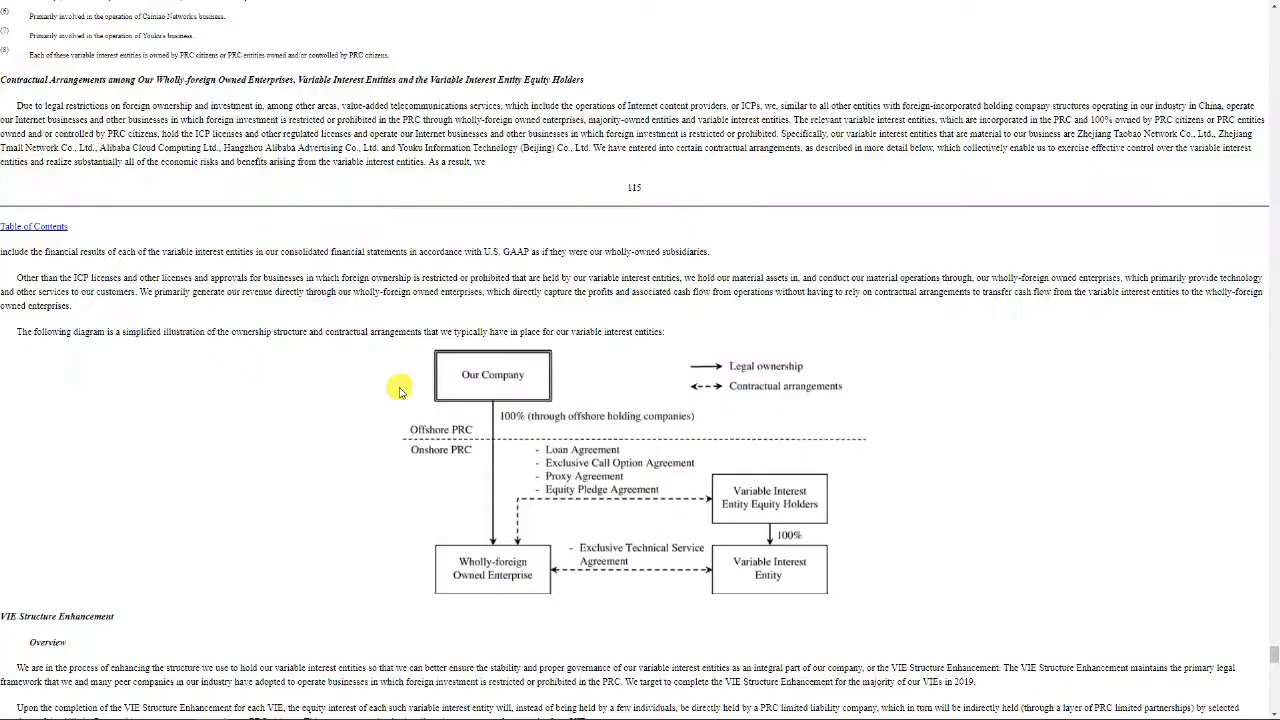 (6) Primarily involved in the operation of Cainiao Network's business.
(7) Primarily involved in the operation of Youku's business.
(8) Each of these variable interest entities is owned by PRC citizens or PRC entities owned and/or controlled by PRC citizens.
Contractual Arrangements among Our Wholly-foreign Owned Enterprises, Variable Interest Entities and the Variable Interest Entity Equity Holders
Due to legal restrictions on foreign ownership and investment in, among other areas, value-added telecommunications services, which include the operations of Internet content providers, or ICPs, we, similar to all other entities with foreign-incorporated holding company structures operating in our industry in China, operate
our Internet businesses and other businesses in which foreign investment is restricted or prohibited in the PRC through wholly-foreign owned enterprises, majority-owned entities and variable interest entities. The relevant variable interest entities, which are incorporated in the PRC and 100% owned by PRC citizens or PRC entities
owned and/or controlled by PRC citizens, hold the ICP licenses and other regulated licenses and operate our Internet businesses and other businesses in which foreign investment is restricted or prohibited. Specifically, our variable interest entities that are material to our business are Zhejiang Taobao Network Co., Ltd., Zhejiang
Tmall Network Co., Ltd., Alibaba Cloud Computing Ltd., Hangzhou Alibaba Advertising Co., Ltd. and Youku Information Technology (Beijing) Co., Ltd. We have entered into certain contractual arrangements, as described in more detail below, which collectively enable us to exercise effective control over the variable interest
entities and realize substantially all of the economic risks and benefits arising from the variable interest entities. As a result, we
115
Table of Contents
include the financial results of each of the variable interest entities in our consolidated financial statements in accordance with U.S. GAAP as if they were our wholly-owned subsidiaries.
Other than the ICP licenses and other licenses and approvals for businesses in which foreign ownership is restricted or prohibited that are held by our variable interest entities, we hold our material assets in, and conduct our material operations through, our wholly-foreign owned enterprises, which primarily provide technology
and other services to our customers. We primarily generate our revenue directly through our wholly-foreign owned enterprises, which directly capture the profits and associated cash flow from operations without having to rely on contractual arrangements to transfer cash flow from the variable interest entities to the wholly-foreign
owned enterprises.
The following diagram is a simplified illustration of the ownership structure and contractual arrangements that we typically have in place for our variable interest entities:
Our Company
Legal ownership
Contractual arrangements
100% (through offshore holding companies)
Offshore PRC
Onshore PRC
- Loan Agreement
- Exclusive Call Option Agreement
- Proxy Agreement
- Equity Pledge Agreement
Variable Interest
Entity Equity Holders
100%
- Exclusive Technical Service
Agreement
Wholly-foreign
Owned Enterprise
Variable Interest
Entity
VIE Structure Enhancement
Overview
We are in the process of enhancing the structure we use to hold our variable interest entities so that we can better ensure the stability and proper governance of our variable interest entities as an integral part of our company, or the VIE Structure Enhancement. The VIE Structure Enhancement maintains the primary legal
framework that we and many peer companies in our industry have adopted to operate businesses in which foreign investment is restricted or prohibited in the PRC. We target to complete the VIE Structure Enhancement for the majority of our VIEs in 2019.
Upon the completion of the VIE Structure Enhancement for each VIE, the equity interest of each such variable interest entity will, instead of being held by a few individuals, be directly held by a PRC limited liability company, which in turn will be indirectly held (through a layer of PRC limited partnerships) by selected